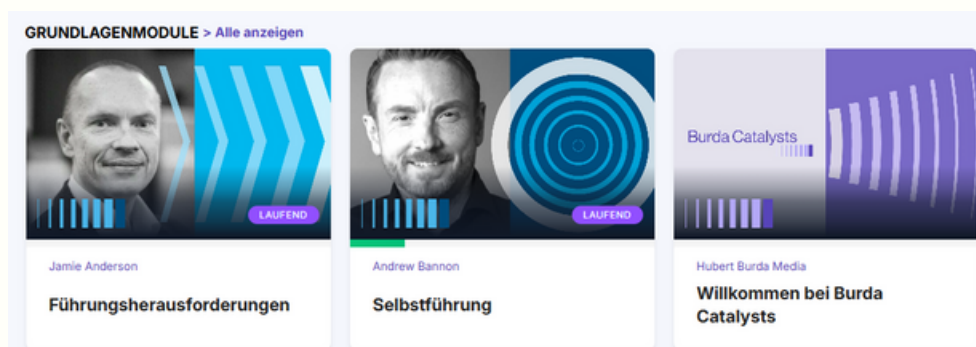 GRUNDLAGENMODULE > Alle anzeigen
LAUFEND
LAUFEND
Burda Catalysts
Jamie Anderson
Führungsherausforderungen
Andrew Bannon
Selbstführung
Hubert Burda Media
Willkommen bei Burda
Catalysts